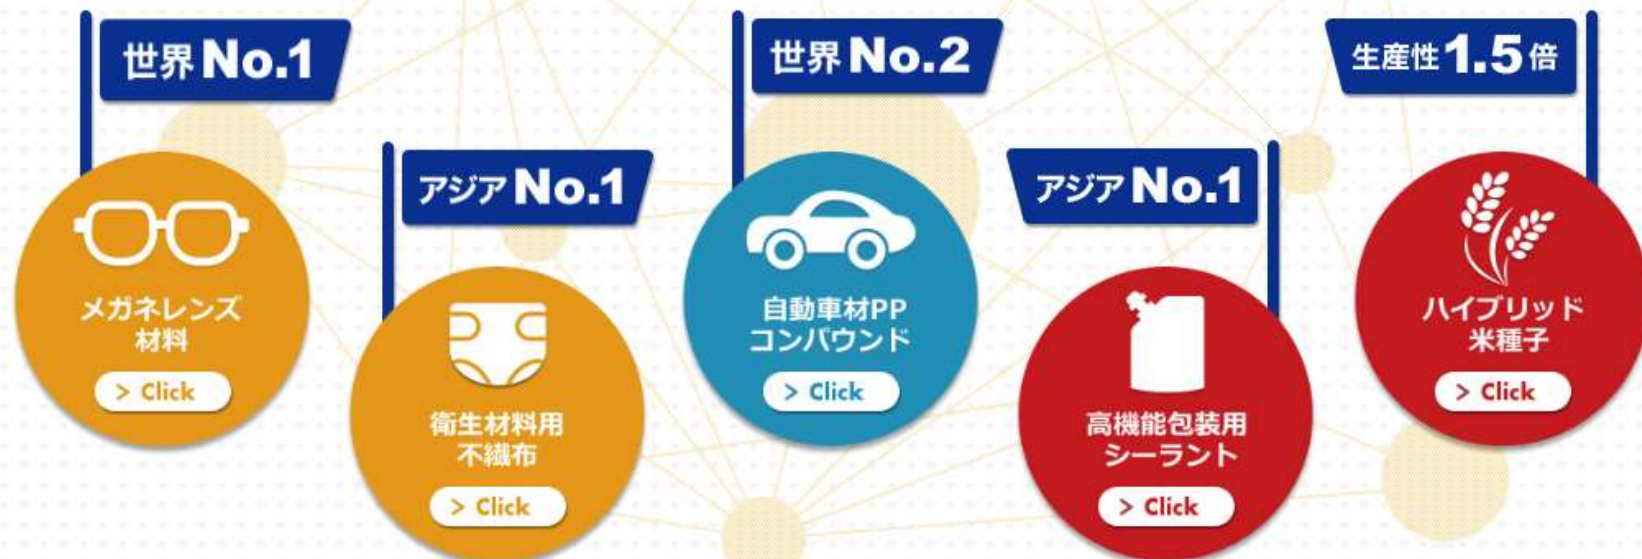 世界No.1
メガネレンズ
材料
> Click
アジアNo.1
衛生材料用
不織布
> Click
世界No.2
自動車材PP
コンパウンド
> Click
アジアNo.1
高機能包装用
シーラント
> Click
生産性1.5倍
ハイブリッド
米種子
> Click